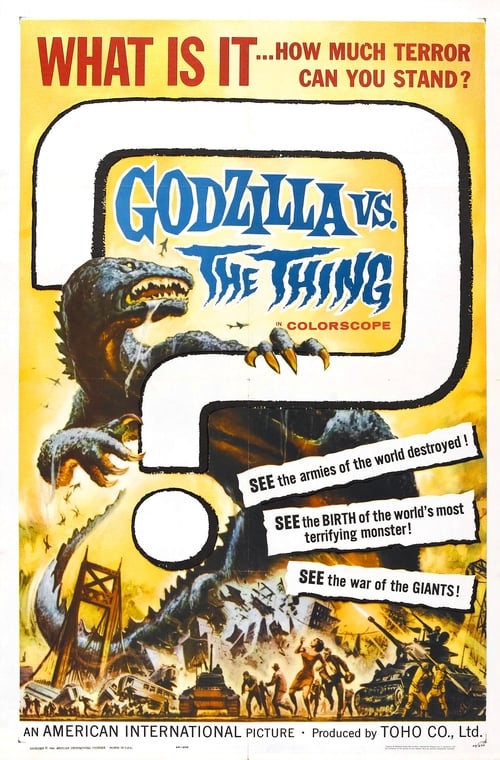 WHAT IS IT...HOW MUCH TERROR
CAN YOU STAND?
GODZILLA VS.
THE THING
IN COLORSCOPE
SEE the armies of the world destroyed!
SEE the BIRTH of the world's most
terrifying monster!
SEE the war of the GIANTS!
AN AMERICAN INTERNATIONAL PICTURE • Produced by TOHO CO., Ltd.